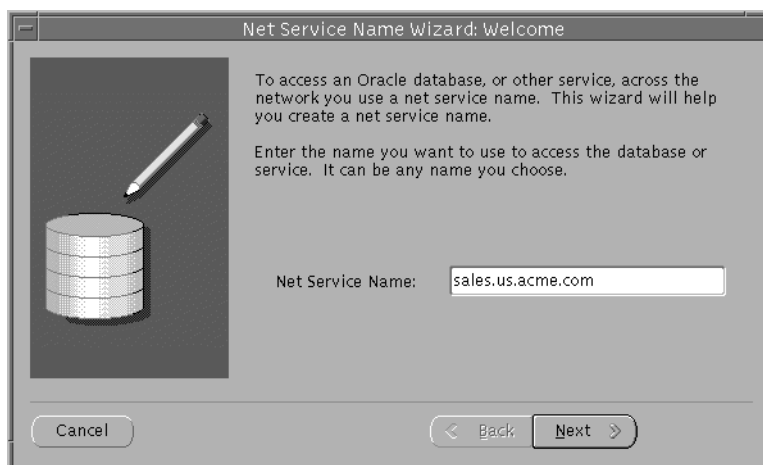 Net Service Name Wizard: Welcome
To access an Oracle database, or other service, across the
network you use a net service name. This wizard will help
you create a net service name.
Enter the name you want to use to access the database or
service. It can be any name you choose.
Net Service Name: sales.us.acme.com
Cancel Back Next